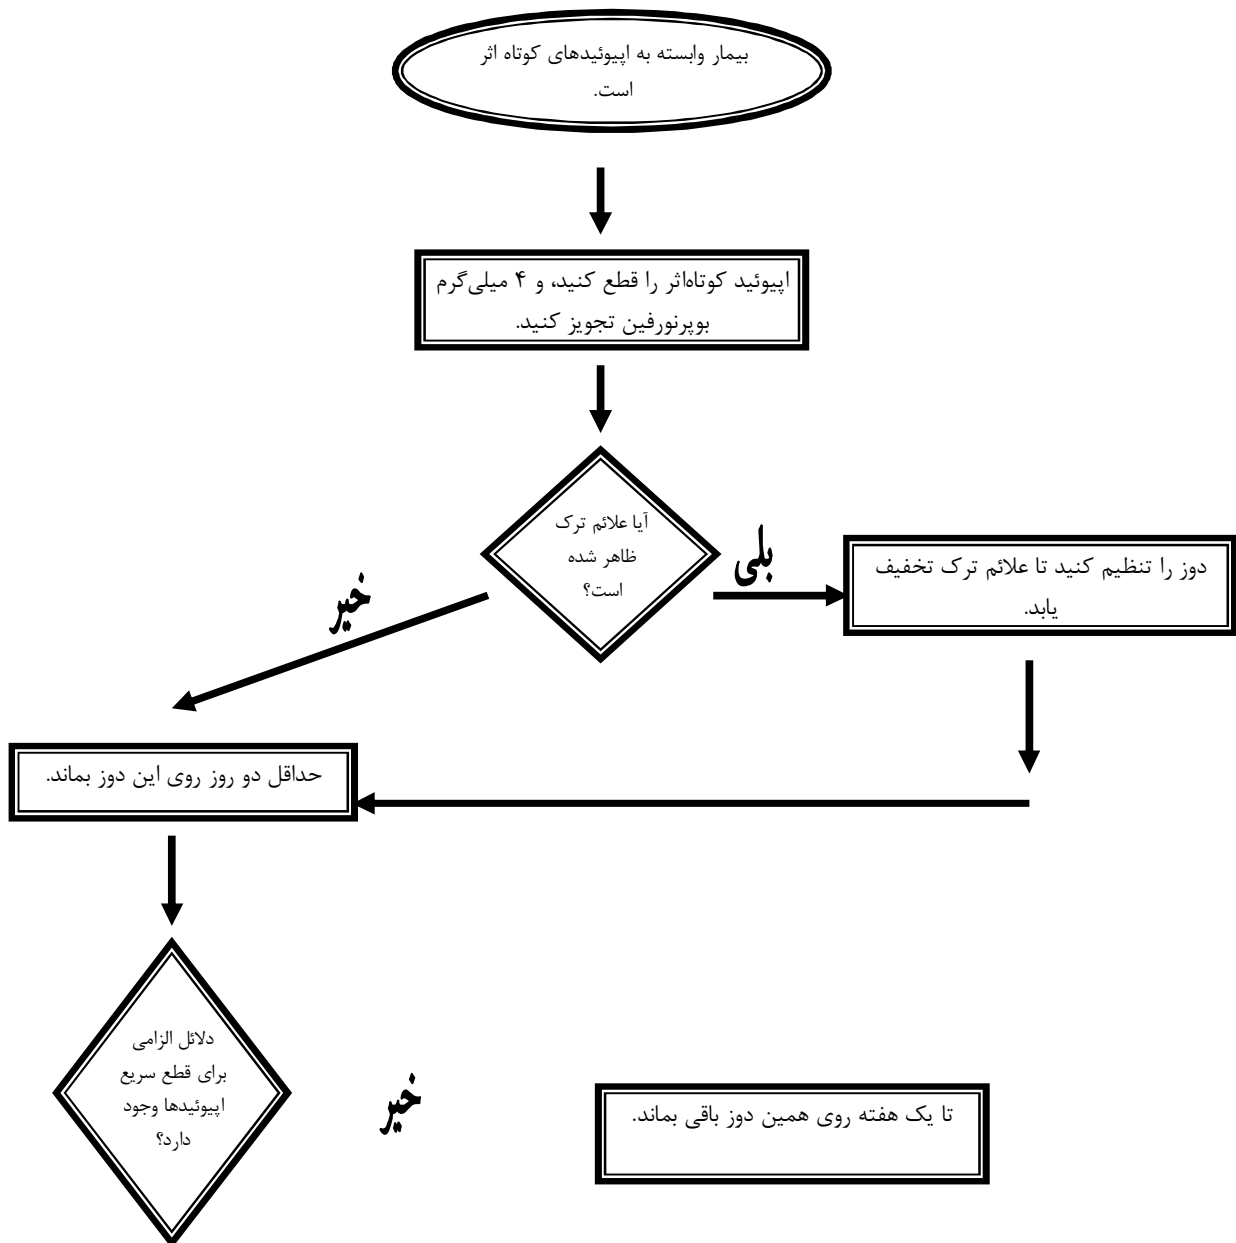 بیمار وابسته به اپیوئیدهای کوتاه اثر
است.
اپیوئید کوتاه‌اثر را قطع کنید، و ۴ میلی‌گرم
بوپرنورفین تجویز کنید.
آیا علائم ترک
ظاهر شده
است؟
بلی
دوز را تنظیم کنید تا علائم ترک تخفیف
یابد.
خیر
حداقل دو روز روی این دوز بماند.
دلائل الزامی
برای قطع سریع
اپیوئیدها وجود
دارد؟
خیر
تا یک هفته روی همین دوز باقی بماند.